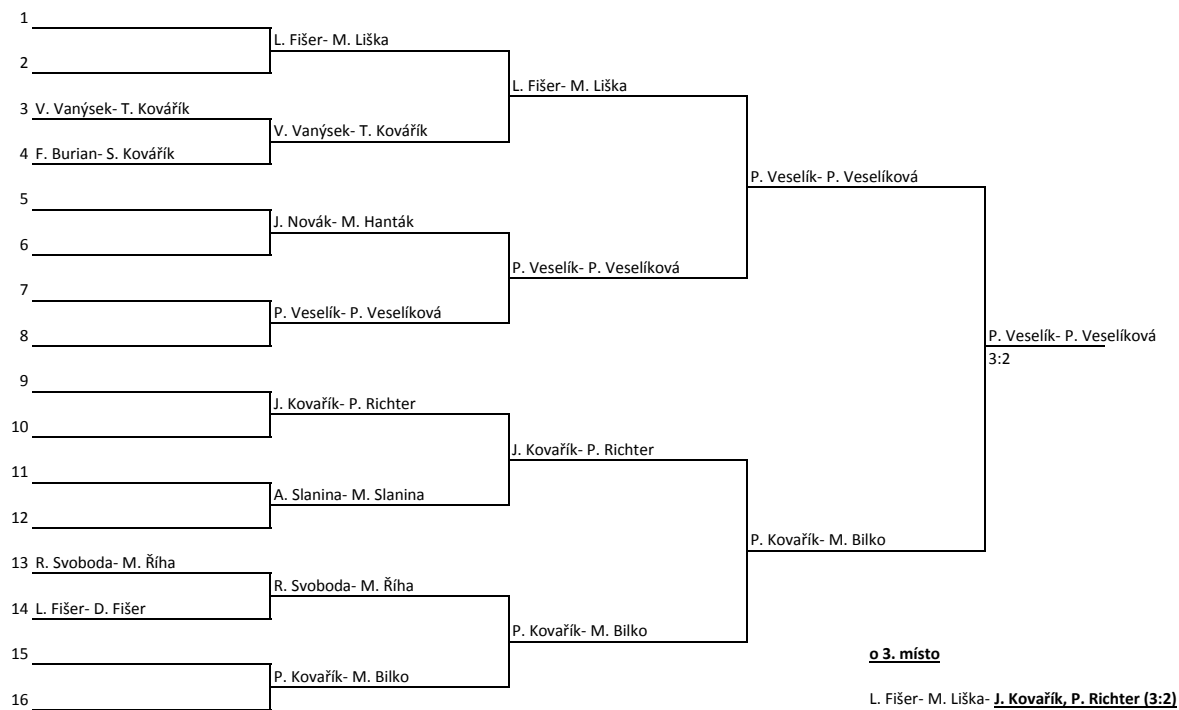 1
L. Fišer- M. Liška
2
L. Fišer- M. Liška
3 V. Vanýsek- T. Kovářík
V. Vanýsek- T. Kovářík
4 F. Burian- S. Kovářík
P. Veselík- P. Veselíková
5
J. Novák- M. Hanták
6
P. Veselík- P. Veselíková
7
P. Veselík- P. Veselíková
8
P. Veselík- P. Veselíková
3:2
9
J. Kovařík- P. Richter
10
J. Kovařík- P. Richter
11
A. Slanina- M. Slanina
12
P. Kovařík- M. Bilko
13 R. Svoboda- M. Říha
R. Svoboda- M. Říha
14 L. Fišer- D. Fišer
P. Kovařík- M. Bilko
15
P. Kovařík- M. Bilko
16
o 3. místo
L. Fišer- M. Liška- J. Kovařík, P. Richter (3:2)